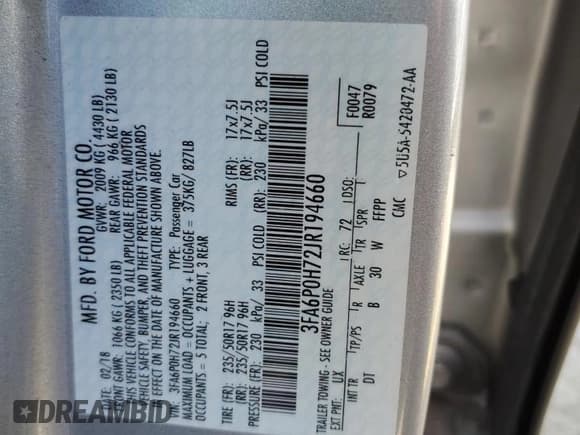 MFD. BY FORD MOTOR CO.
DATE: 02/18 GVWR: 2009 KG ( 4430 LB)
FRONT GAWR: 1066 KG ( 2350 LB) REAR GAWR: 966 KG ( 2130 LB)
THIS VEHICLE CONFORMS TO ALL APPLICABLE FEDERAL MOTOR
VEHICLE SAFETY, BUMPER, AND THEFT PREVENTION STANDARDS
IN EFFECT ON THE DATE OF MANUFACTURE SHOWN ABOVE.
VIN: 3FA6P0H72JR194660 TYPE: Passenger Car
MAXIMUM LOAD = OCCUPANTS + LUGGAGE = 375KG/ 827LB
OCCUPANTS = 5 TOTAL; 2 FRONT, 3 REAR
TIRE (FR): 235/50R17 96H RIMS (FR): 17x7.5J
(RR): 235/50R17 96H (RR): 17x7.5J
PRESSURE (FR): 230 kPa/ 33 PSI COLD (RR): 230 kPa/ 33 PSI COLD
3FA6P0H72JR194660
TRAILER TOWING - SEE OWNER GUIDE
F0047
R0079
EXT PNT: UX RC: 72 DSO:
INT TR TP/PS R AXLE TR SPR
DT B 30 W FFPP
CMC ▽5U5A-5420472-AA
DREAMBID